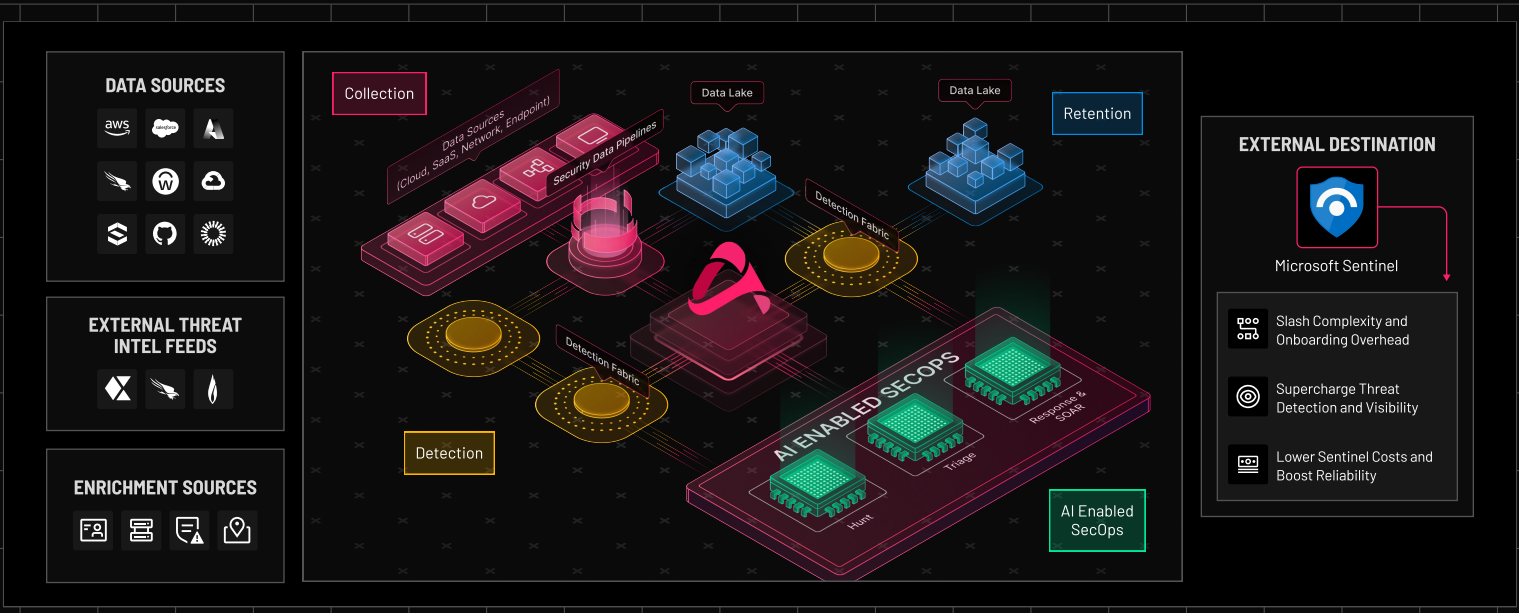 DATA SOURCES
aws
salesforce
W
EXTERNAL THREAT
INTEL FEEDS
ENRICHMENT SOURCES
Collection
Data Sources
(Cloud, SaaS, Network, Endpoint)
Security Data Pipelines
Data Lake
Data Lake
Retention
Detection Fabric
Detection Fabric
Detection
AI ENABLED SECOPS
Response &
SOAR
Triage
Hunt
AI Enabled
SecOps
EXTERNAL DESTINATION
Microsoft Sentinel
Slash Complexity and
Onboarding Overhead
Supercharge Threat
Detection and Visibility
Lower Sentinel Costs and
Boost Reliability